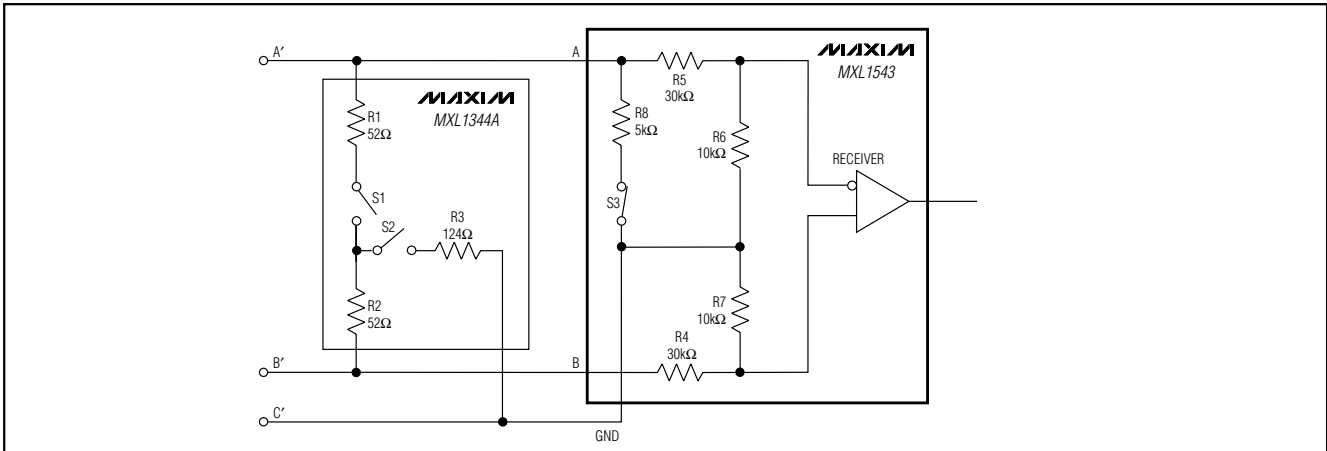 A′
A
MAXIM
MXL1543
R5
30kΩ
MAXIM
MXL1344A
R1
52Ω
R8
5kΩ
R6
10kΩ
RECEIVER
S1
S3
S2
R3
124Ω
R2
52Ω
R7
10kΩ
R4
30kΩ
B′
B
C′
GND